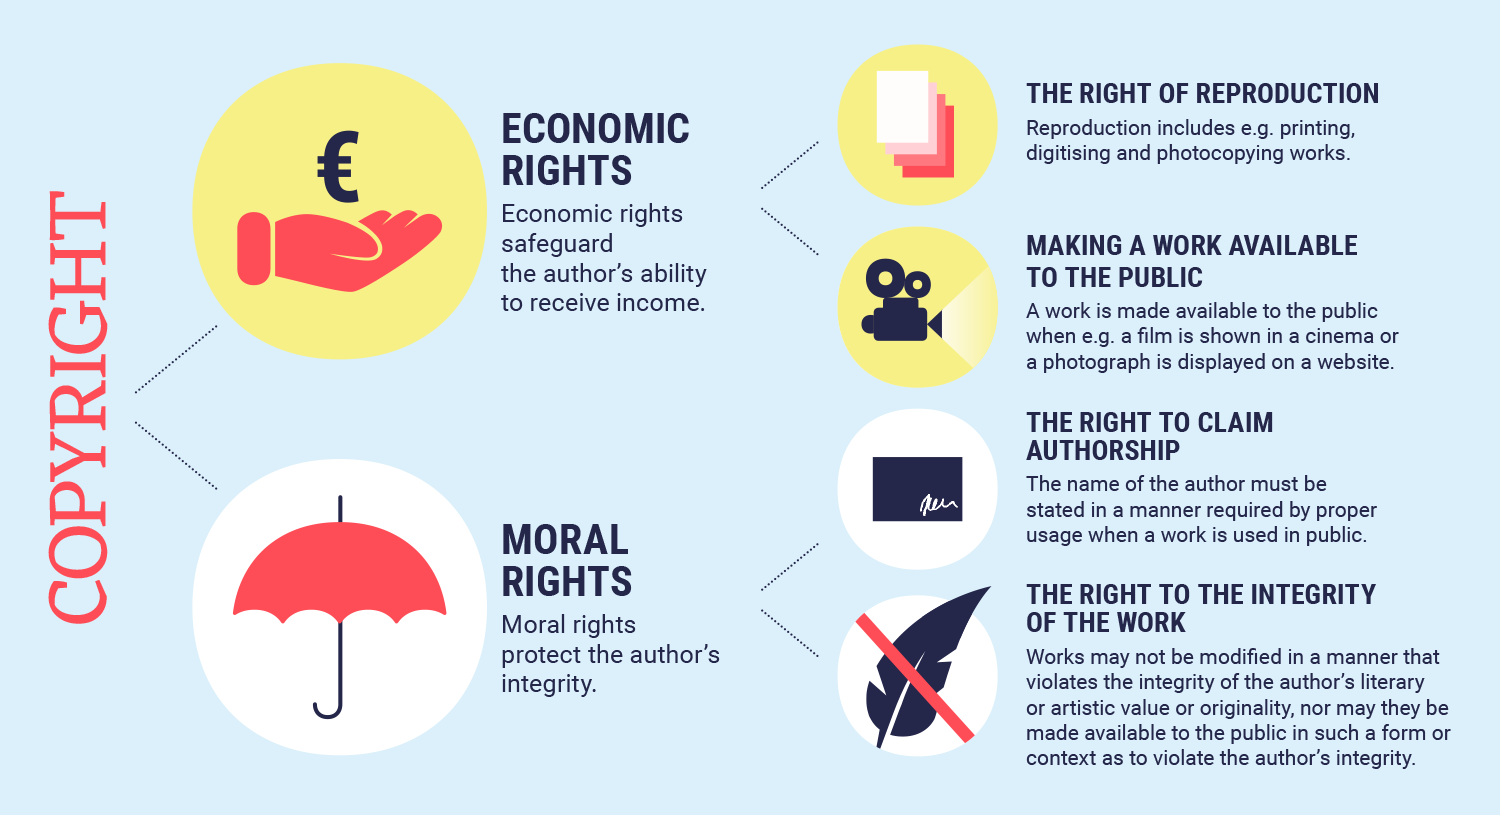 COPYRIGHT
€
ECONOMIC
RIGHTS
Economic rights
safeguard
the author’s ability
to receive income.
THE RIGHT OF REPRODUCTION
Reproduction includes e.g. printing,
digitising and photocopying works.
MAKING A WORK AVAILABLE
TO THE PUBLIC
A work is made available to the public
when e.g. a film is shown in a cinema or
a photograph is displayed on a website.
MORAL
RIGHTS
Moral rights
protect the author’s
integrity.
THE RIGHT TO CLAIM
AUTHORSHIP
The name of the author must be
stated in a manner required by proper
usage when a work is used in public.
THE RIGHT TO THE INTEGRITY
OF THE WORK
Works may not be modified in a manner that
violates the integrity of the author’s literary
or artistic value or originality, nor may they be
made available to the public in such a form or
context as to violate the author’s integrity.